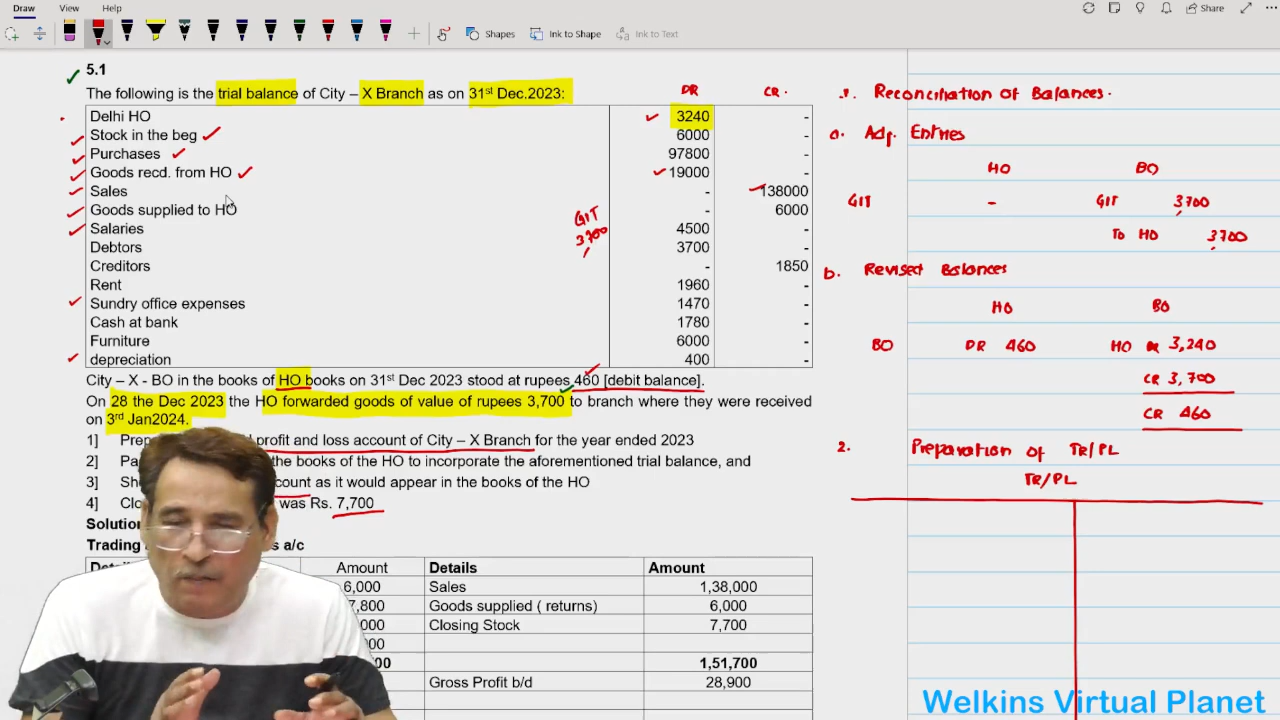 Draw View Help
Shapes Ink to Shape Ink to Text Share
5.1
The following is the trial balance of City – X Branch as on 31st Dec.2023:
DR CR.
Delhi HO 3240 -
Stock in the beg 6000 -
Purchases 97800 -
Goods recd. from HO 19000 -
Sales - 138000
Goods supplied to HO - 6000
Salaries 4500 -
Debtors 3700 -
Creditors - 1850
Rent 1960 -
Sundry office expenses 1470 -
Cash at bank 1780 -
Furniture 6000 -
depreciation 400 -
GIT
3700
City – X - BO in the books of HO books on 31st Dec 2023 stood at rupees 460 [debit balance].
On 28 the Dec 2023 the HO forwarded goods of value of rupees 3,700 to branch where they were received
on 3rd Jan2024.
1] profit and loss account of City – X Branch for the year ended 2023
2] the books of the HO to incorporate the aforementioned trial balance, and
3] as it would appear in the books of the HO
4] was Rs. 7,700
Trading a/c
Amount Details Amount
6,000 Sales 1,38,000
7,800 Goods supplied ( returns) 6,000
000 Closing Stock 7,700
000
00 1,51,700
Gross Profit b/d 28,900
1. Reconciliation of Balances.
a. Adj. Entries
HO BO
GIT - GIT 3700
To HO 3700
b. Revised Balances
HO BO
BO DR 460 HO 3,240
CR 3,700
CR 460
2. Preparation of TR/PL
TR/PL
Welkins Virtual Planet